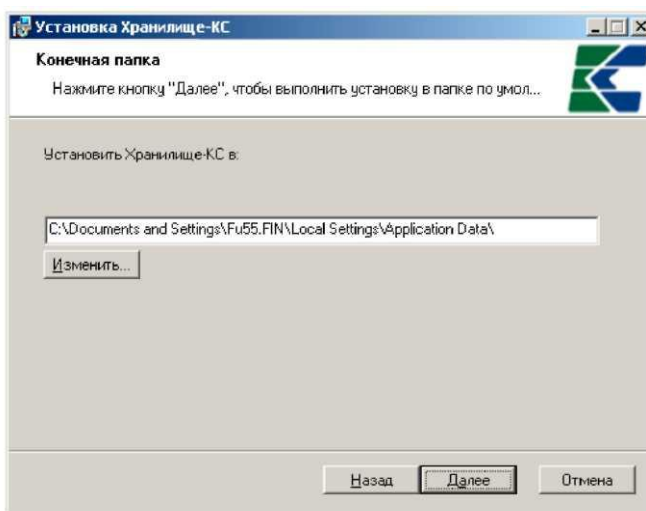 Установка Хранилище-КС
Конечная папка
Нажмите кнопку "Далее", чтобы выполнить установку в папке по умол...
Установить Хранилище-КС в:
C:\Documents and Settings\Fu55.FIN\Local Settings\Application Data\
Изменить...
Назад Далее Отмена